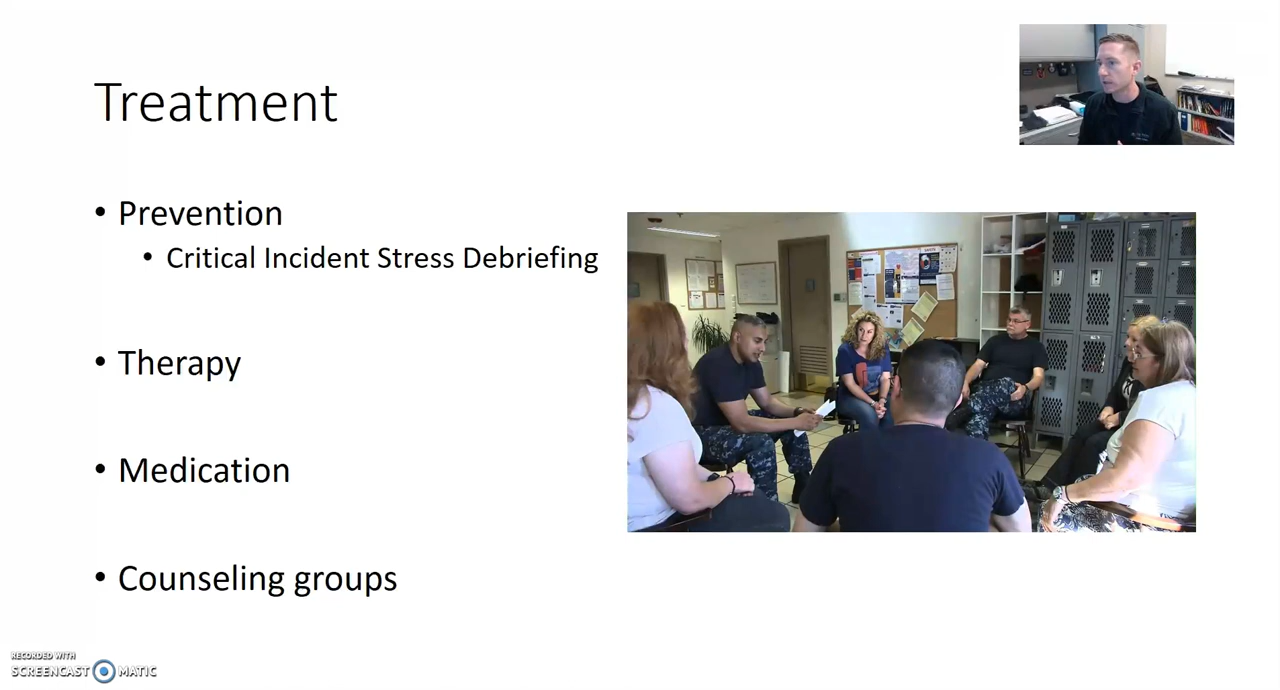 Treatment
• Prevention
• Critical Incident Stress Debriefing
• Therapy
• Medication
• Counseling groups
RECORDED WITH
SCREENCAST MATIC